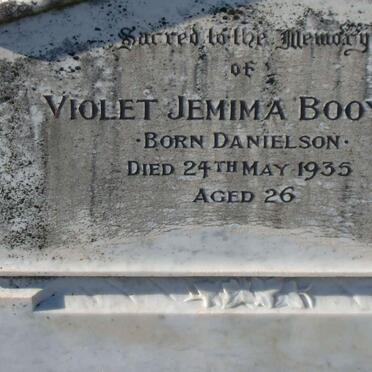 Sacred to the Memory
of
VIOLET JEMIMA
·BORN DANIELSON·
DIED 24TH MAY 1935
AGED 26